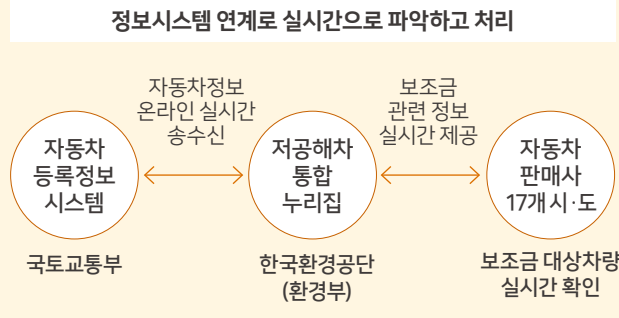 정보시스템 연계로 실시간으로 파악하고 처리
자동차정보
온라인 실시간
송수신
보조금
관련 정보
실시간 제공
자동차
등록정보
시스템
저공해차
통합
누리집
자동차
판매사
17개 시·도
국토교통부
한국환경공단
(환경부)
보조금 대상차량
실시간 확인